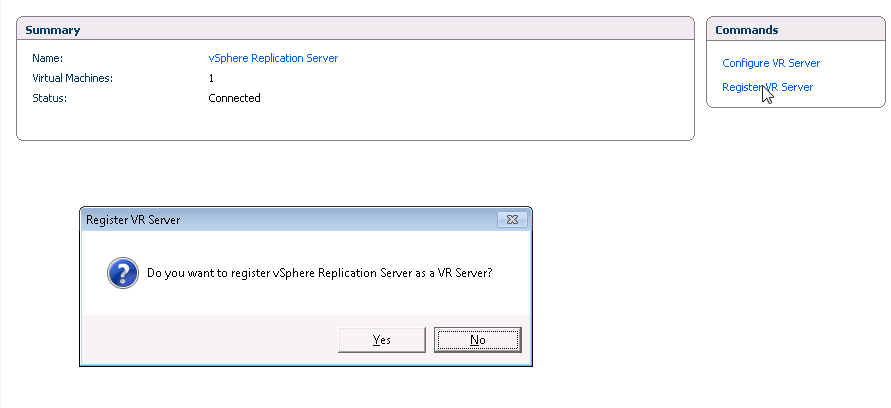 Summary
Name: vSphere Replication Server
Virtual Machines: 1
Status: Connected
Commands
Configure VR Server
Register VR Server
Register VR Server
Do you want to register vSphere Replication Server as a VR Server?
Yes No